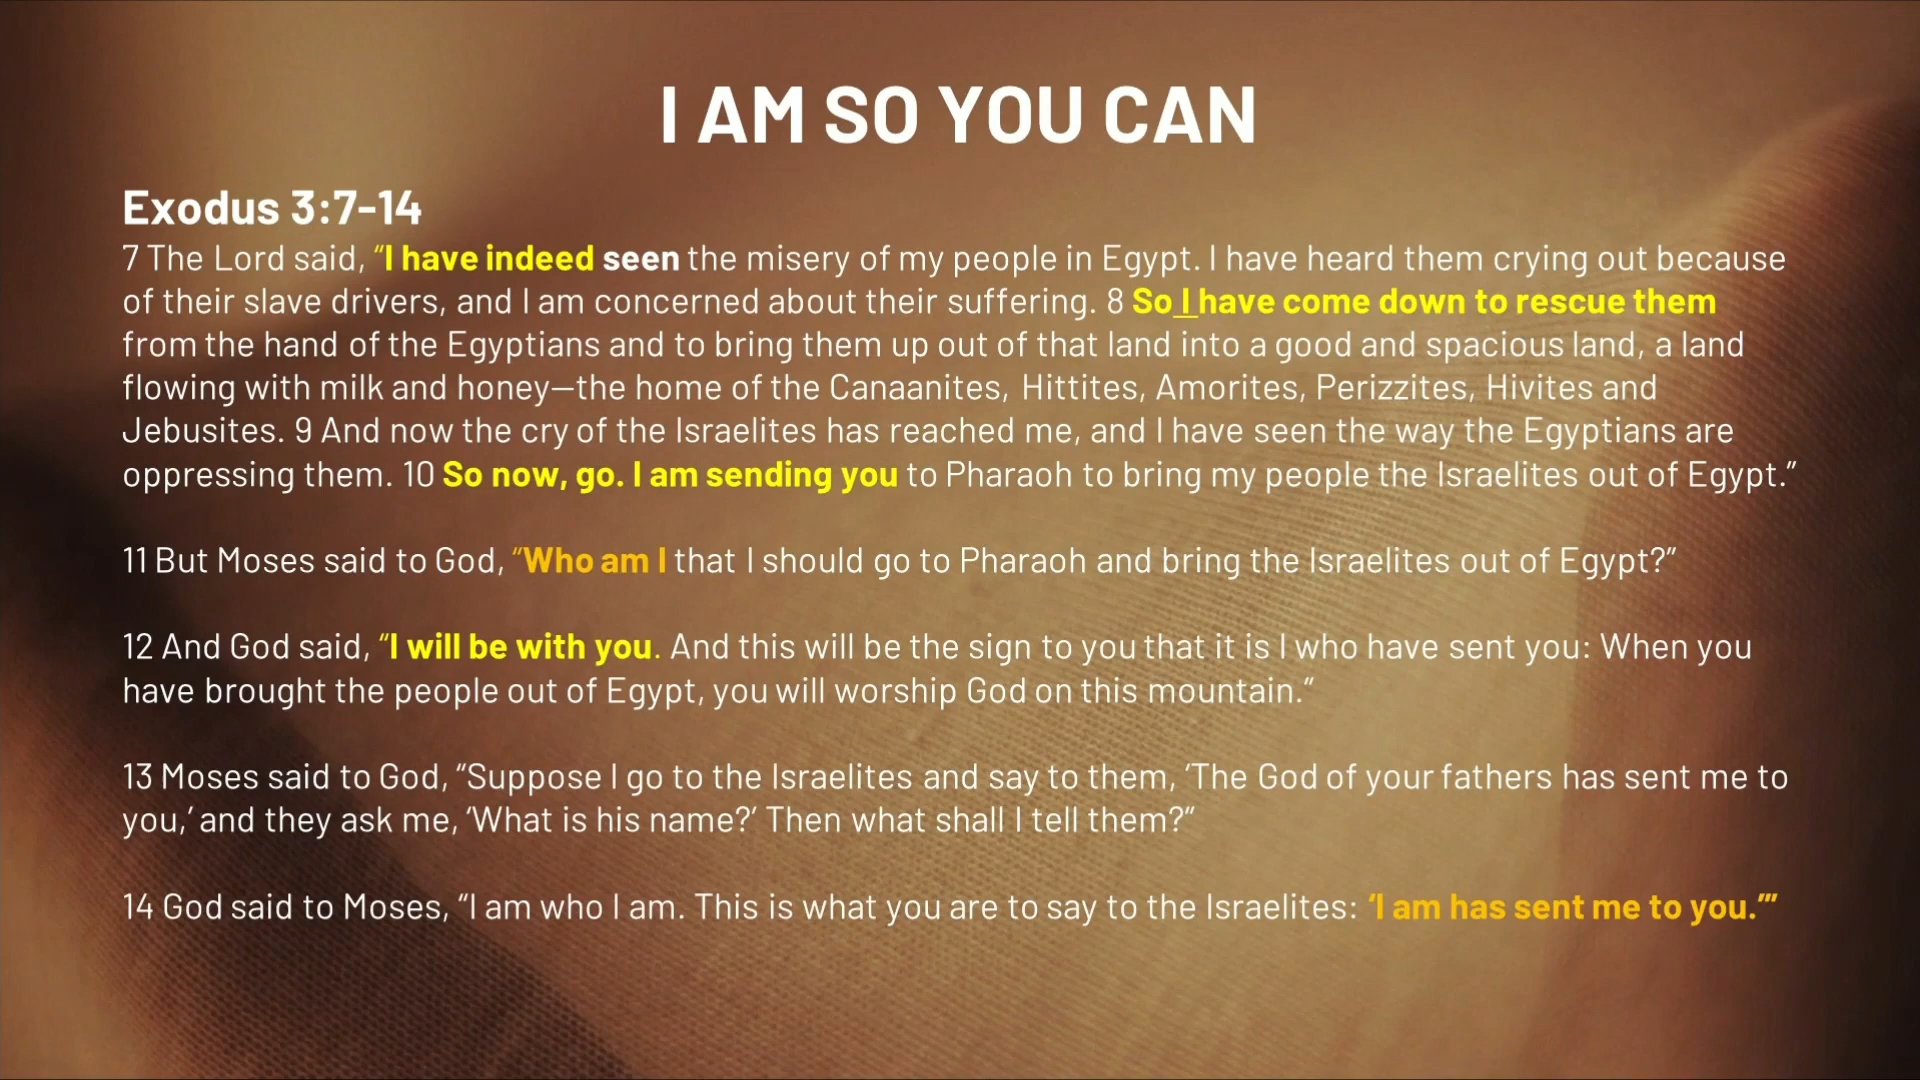 I AM SO YOU CAN
Exodus 3:7-14
7 The Lord said, “I have indeed seen the misery of my people in Egypt. I have heard them crying out because
of their slave drivers, and I am concerned about their suffering. 8 So I have come down to rescue them
from the hand of the Egyptians and to bring them up out of that land into a good and spacious land, a land
flowing with milk and honey—the home of the Canaanites, Hittites, Amorites, Perizzites, Hivites and
Jebusites. 9 And now the cry of the Israelites has reached me, and I have seen the way the Egyptians are
oppressing them. 10 So now, go. I am sending you to Pharaoh to bring my people the Israelites out of Egypt.”
11 But Moses said to God, “Who am I that I should go to Pharaoh and bring the Israelites out of Egypt?”
12 And God said, “I will be with you. And this will be the sign to you that it is I who have sent you: When you
have brought the people out of Egypt, you will worship God on this mountain.”
13 Moses said to God, “Suppose I go to the Israelites and say to them, ‘The God of your fathers has sent me to
you,’ and they ask me, ‘What is his name?’ Then what shall I tell them?”
14 God said to Moses, “I am who I am. This is what you are to say to the Israelites: ‘I am has sent me to you.’”